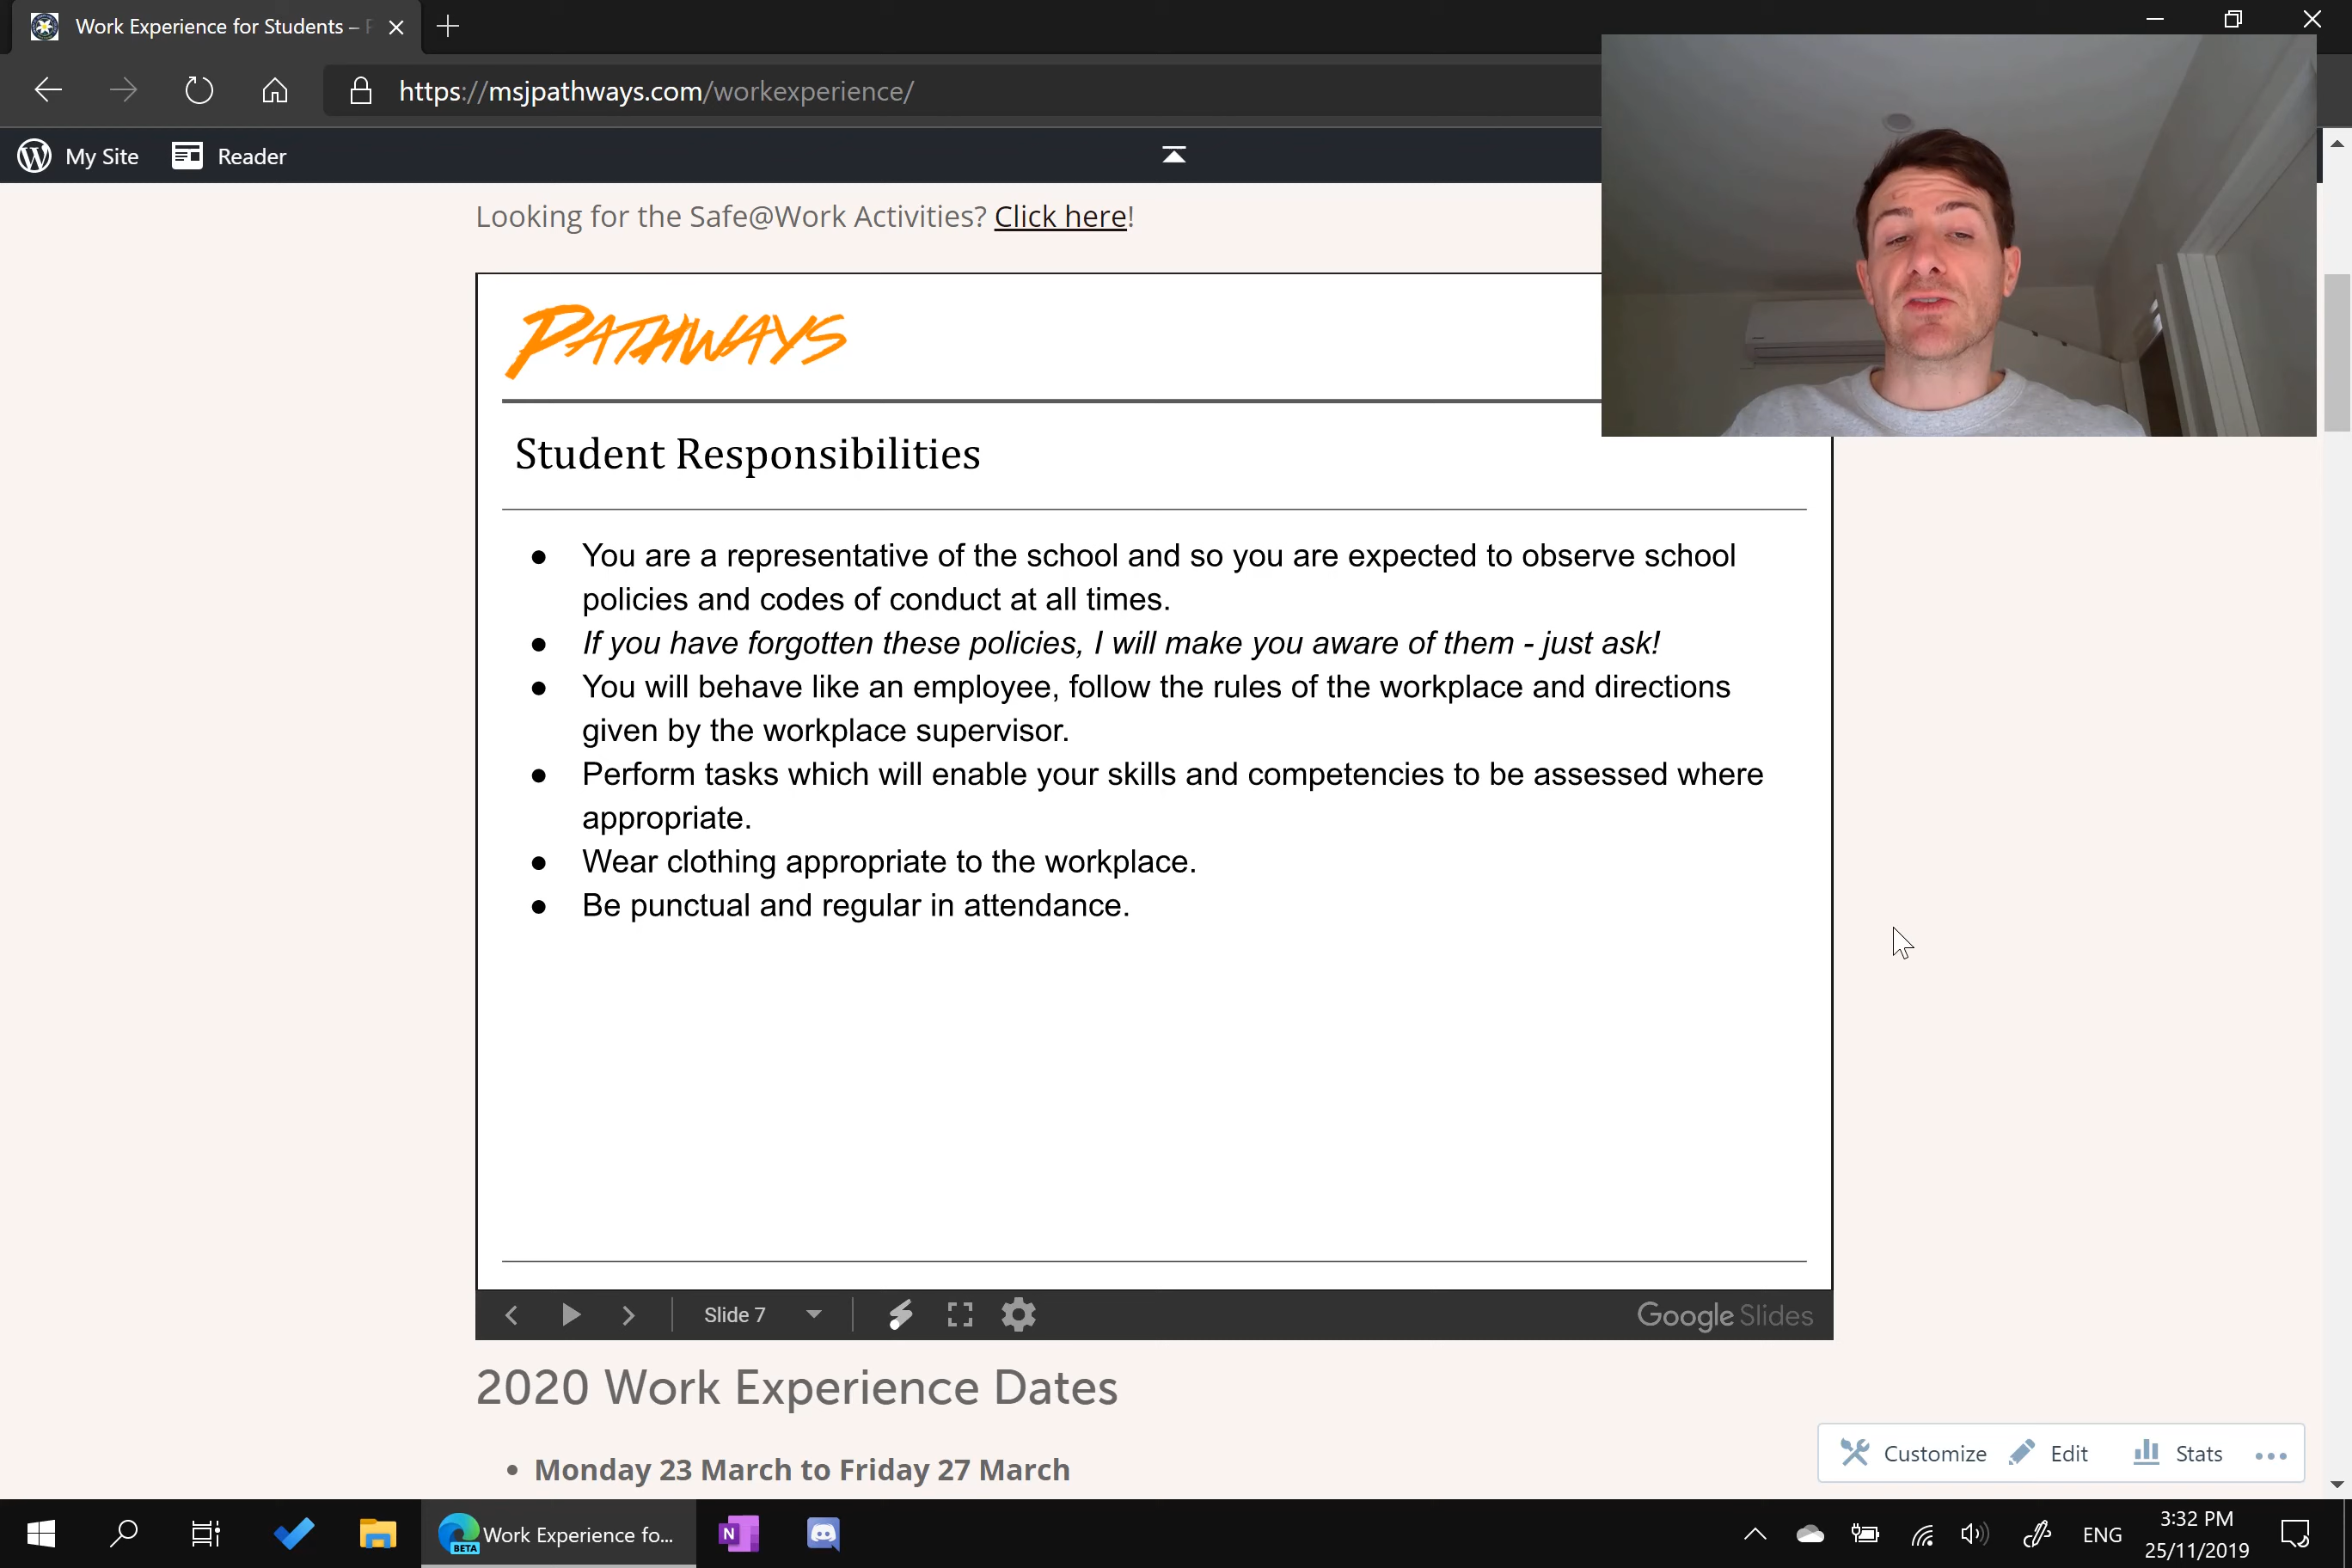 Work Experience for Students –
https://msjpathways.com/workexperience/
My Site
Reader
Looking for the Safe@Work Activities? Click here!
PATHWAYS
Student Responsibilities
● You are a representative of the school and so you are expected to observe school
policies and codes of conduct at all times.
● If you have forgotten these policies, I will make you aware of them - just ask!
● You will behave like an employee, follow the rules of the workplace and directions
given by the workplace supervisor.
● Perform tasks which will enable your skills and competencies to be assessed where
appropriate.
● Wear clothing appropriate to the workplace.
● Be punctual and regular in attendance.
Slide 7
Google Slides
2020 Work Experience Dates
• Monday 23 March to Friday 27 March
Customize
Edit
Stats
BETA
Work Experience fo...
N
ENG
3:32 PM
25/11/2019